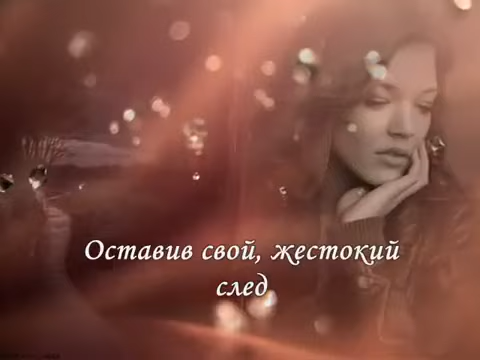 Оставив свой, жестокий
след